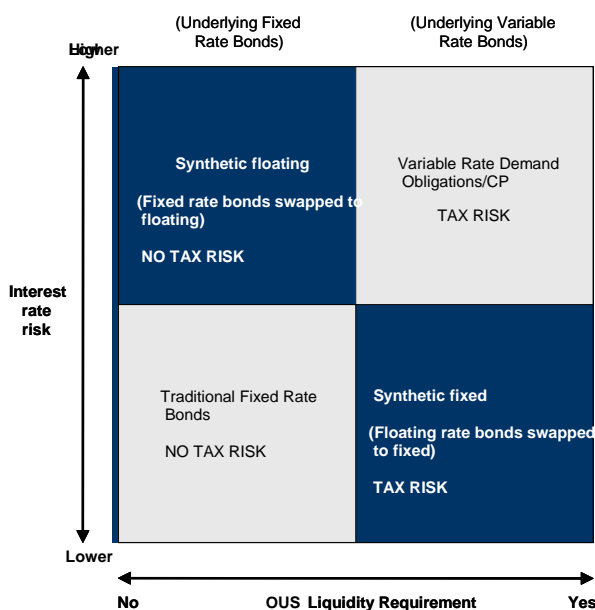 (Underlying Fixed
Rate Bonds)
(Underlying Variable
Rate Bonds)
Higher
Synthetic floating
(Fixed rate bonds swapped to
floating)
NO TAX RISK
Variable Rate Demand
Obligations/CP
TAX RISK
Interest
rate
risk
Traditional Fixed Rate
Bonds
NO TAX RISK
Synthetic fixed
(Floating rate bonds swapped
to fixed)
TAX RISK
Lower
No
OUS Liquidity Requirement
Yes